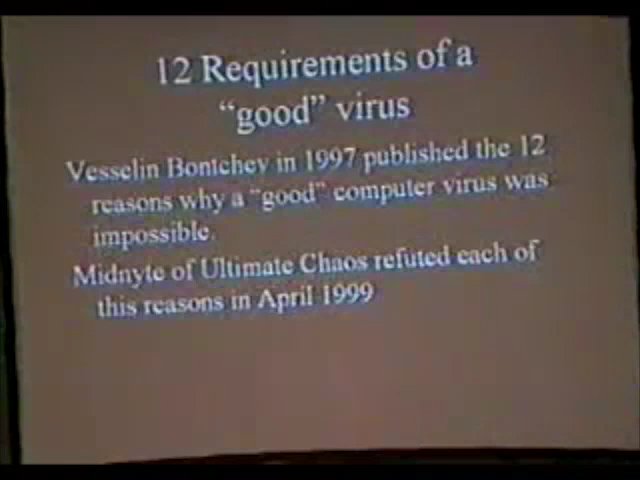 12 Requirements of a
“good” virus
Vesselin Bontchev in 1997 published the 12
reasons why a “good” computer virus was
impossible.
Midnyte of Ultimate Chaos refuted each of
this reasons in April 1999